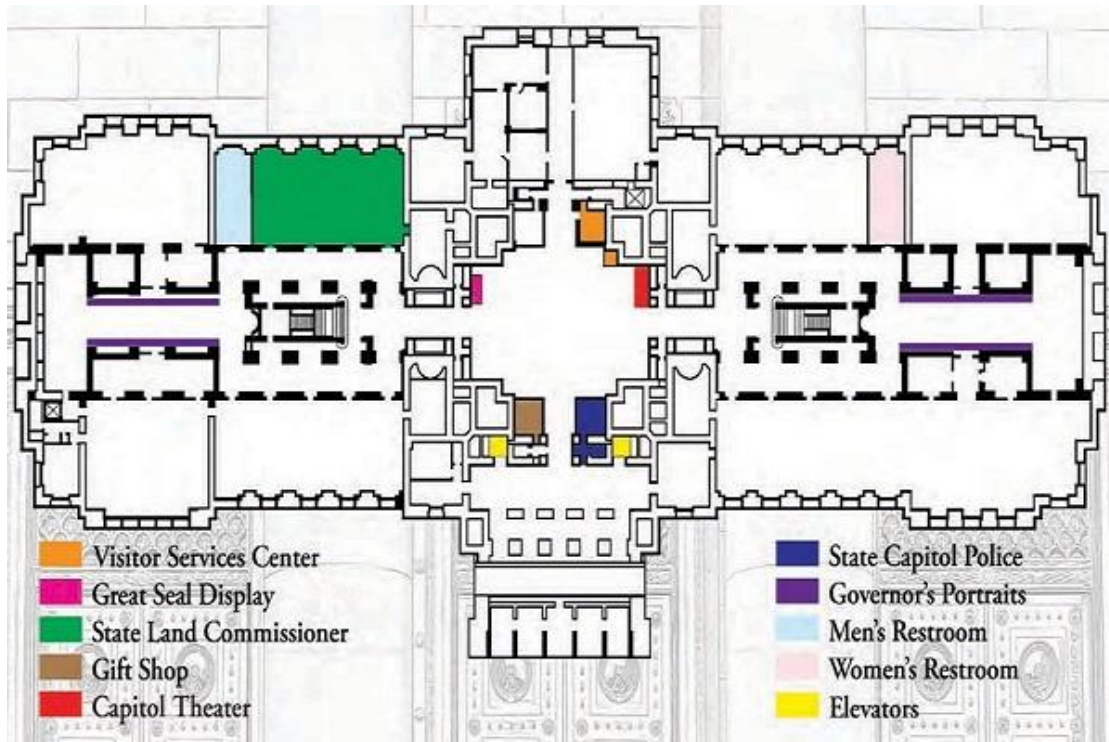 Visitor Services Center
Great Seal Display
State Land Commissioner
Gift Shop
Capitol Theater
State Capitol Police
Governor's Portraits
Men's Restroom
Women's Restroom
Elevators